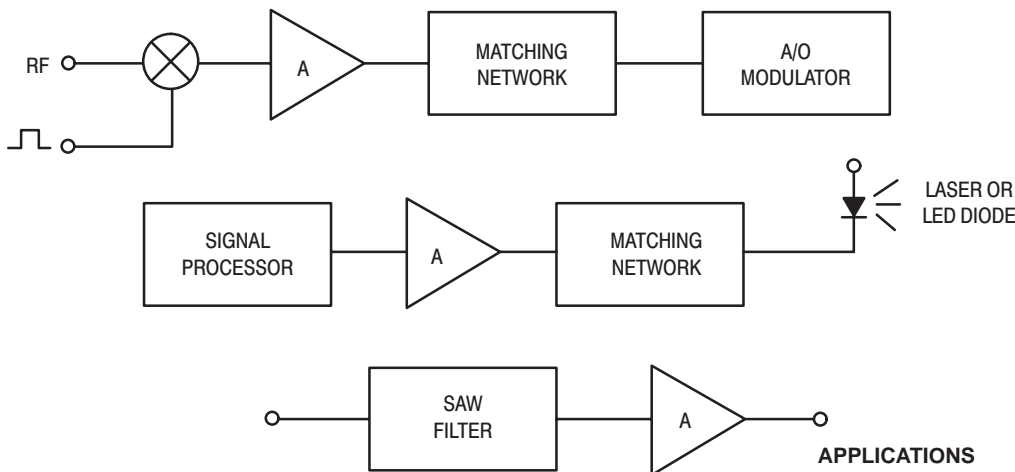 RF
A
MATCHING
NETWORK
A/O
MODULATOR
SIGNAL
PROCESSOR
A
MATCHING
NETWORK
LASER OR
LED DIODE
SAW
FILTER
A
APPLICATIONS